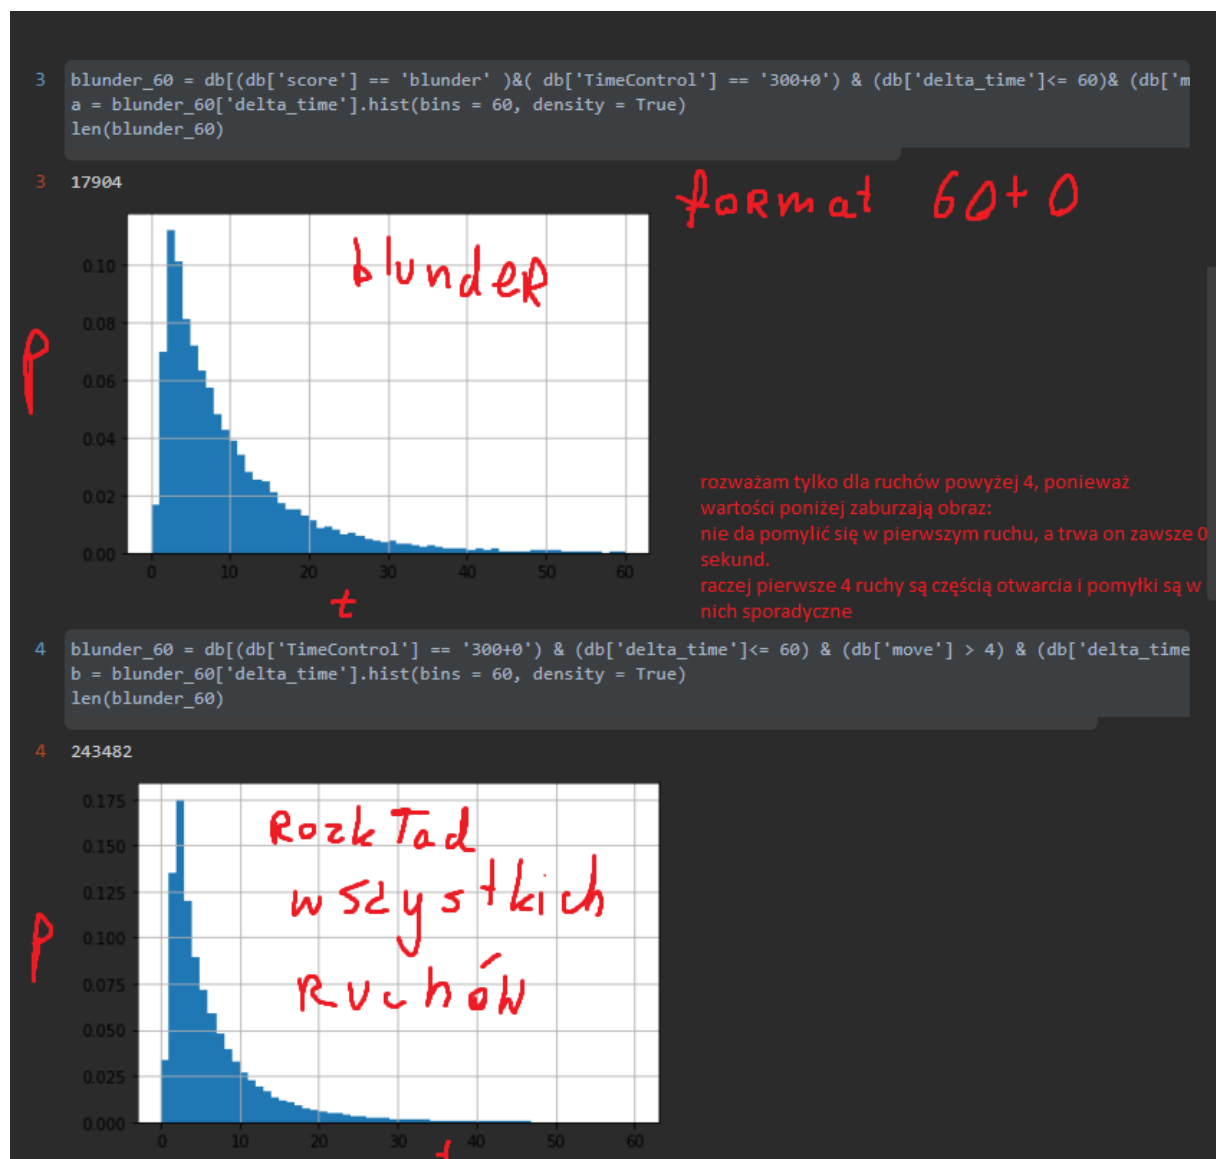 3 blunder_60 = db[(db['score'] == 'blunder' )&( db['TimeControl'] == '300+0') & (db['delta_time']<= 60)& (db['m
a = blunder_60['delta_time'].hist(bins = 60, density = True)
len(blunder_60)
3 17904
format 60+0
blunder
0.10
0.08
0.06
0.04
0.02
0.00
P
0 10 20 30 40 50 60
t
rozważam tylko dla ruchów powyżej 4, ponieważ
wartości poniżej zaburzają obraz:
nie da pomylić się w pierwszym ruchu, a trwa on zawsze 0
sekund.
raczej pierwsze 4 ruchy są częścią otwarcia i pomyłki są w
nich sporadyczne
4 blunder_60 = db[(db['TimeControl'] == '300+0') & (db['delta_time']<= 60) & (db['move'] > 4) & (db['delta_time
b = blunder_60['delta_time'].hist(bins = 60, density = True)
len(blunder_60)
4 243482
Rozkład
wszystkich
Ruchów
0.175
0.150
0.125
0.100
0.075
0.050
0.025
0.000
P
0 10 20 30 40 50 60
t